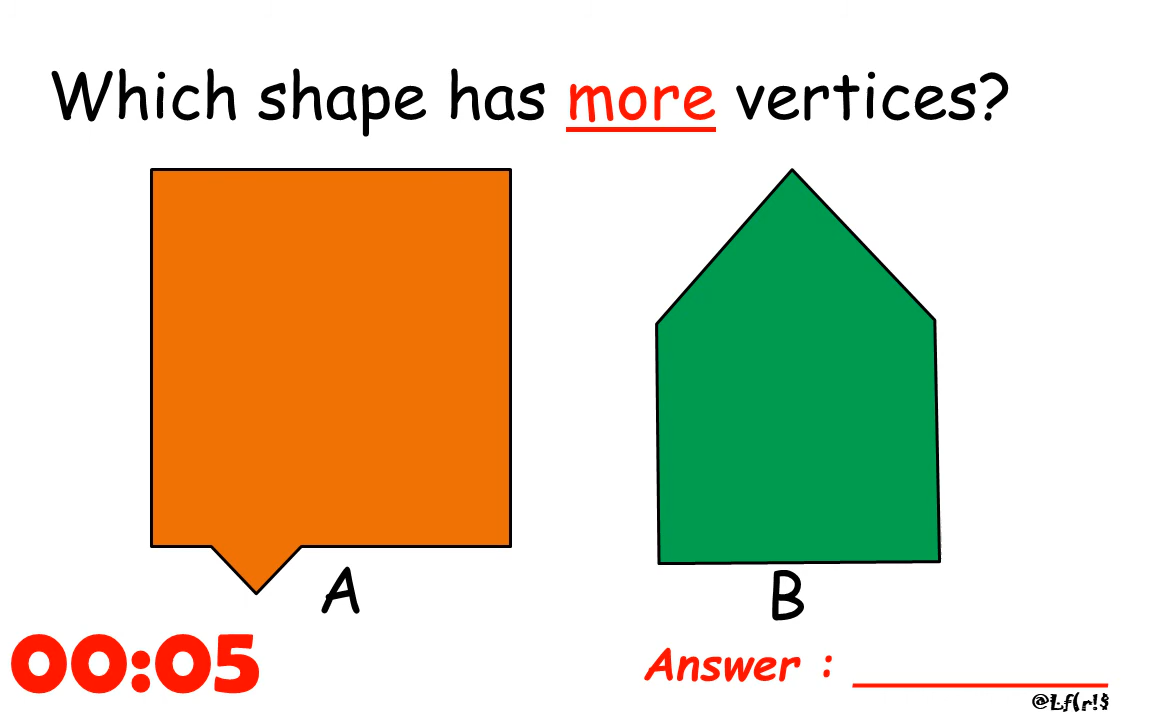 Which shape has more vertices?
A
B
00:05
Answer : ________